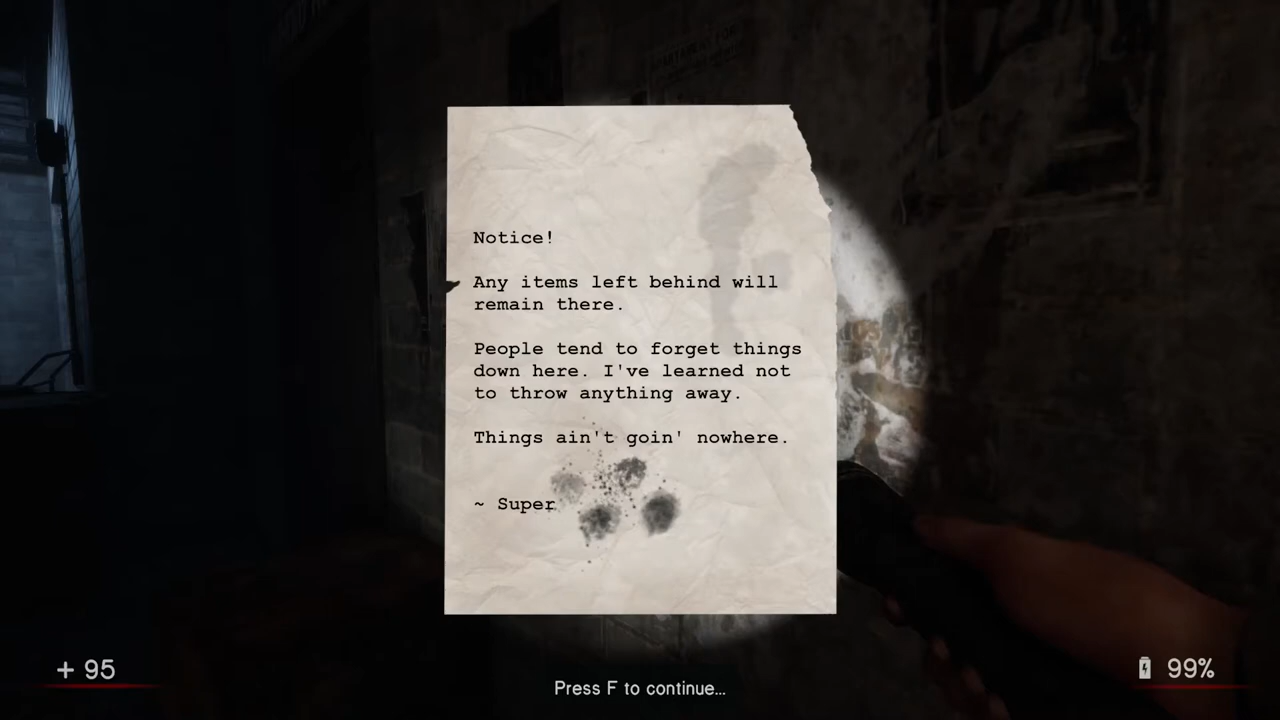 Notice!
Any items left behind will
remain there.
People tend to forget things
down here. I've learned not
to throw anything away.
Things ain't goin' nowhere.
~ Super
+ 95
99%
Press F to continue...